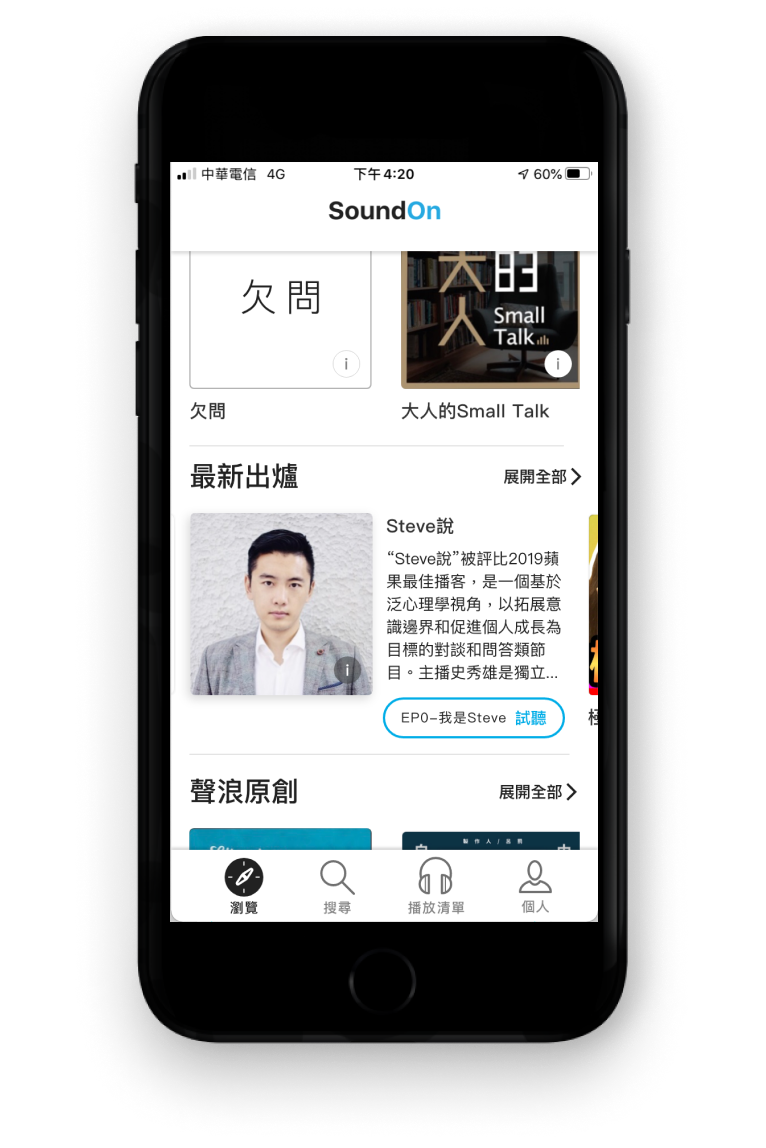 中華電信 4G 下午4:20 60%
SoundOn
欠問
大人的
Small
Talk
i
i
欠問
大人的Small Talk
最新出爐
展開全部
Steve說
“Steve說”被評比2019蘋
果最佳播客，是一個基於
泛心理學視角，以拓展意
識邊界和促進個人成長為
目標的對談和問答類節
目。主播史秀雄是獨立...
i
EP0-我是Steve 試聽
聲浪原創
展開全部
製作人/高務
瀏覽
搜尋
播放清單
個人